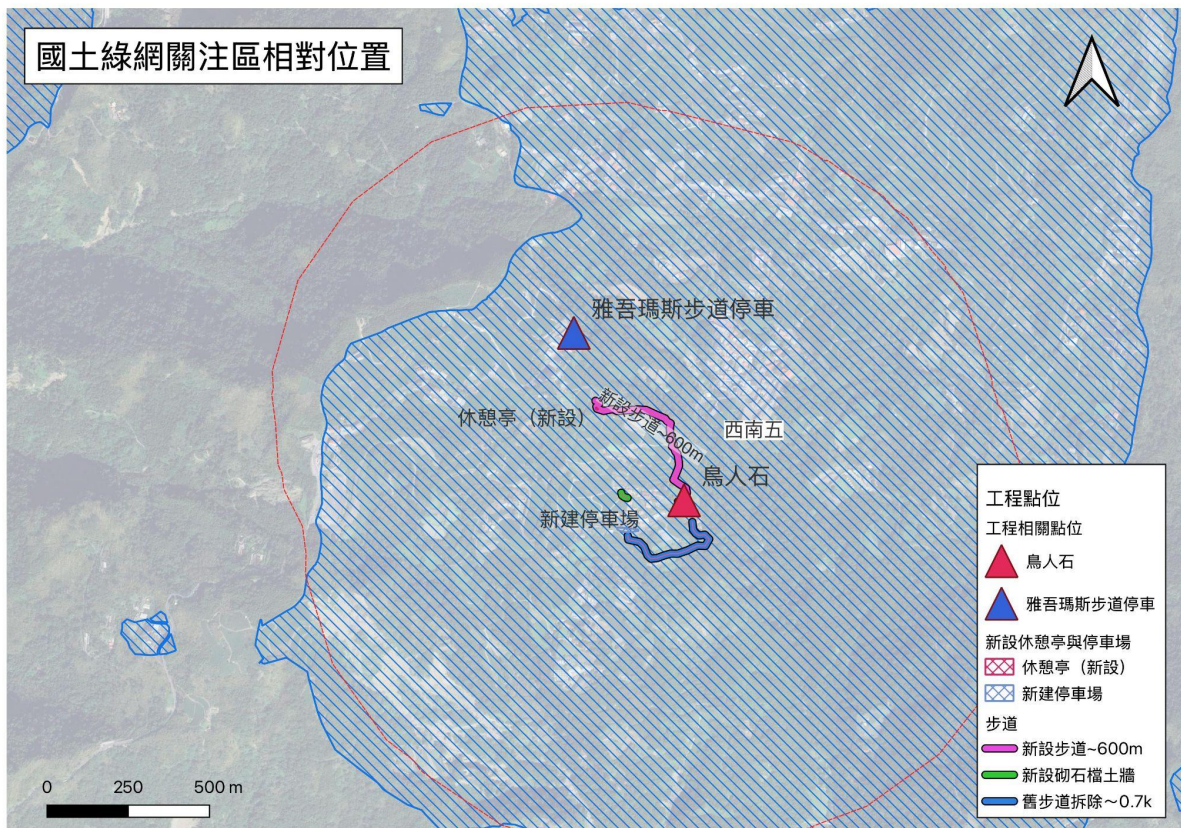 國土綠網關注區相對位置
雅吾瑪斯步道停車
休憩亭（新設）
新設步道~600m
西南五
鳥人石
新建停車場
工程點位
工程相關點位
鳥人石
雅吾瑪斯步道停車
新設休憩亭與停車場
休憩亭（新設）
新建停車場
步道
新設步道~600m
新設砌石檔土牆
舊步道拆除～0.7k
0 250 500 m